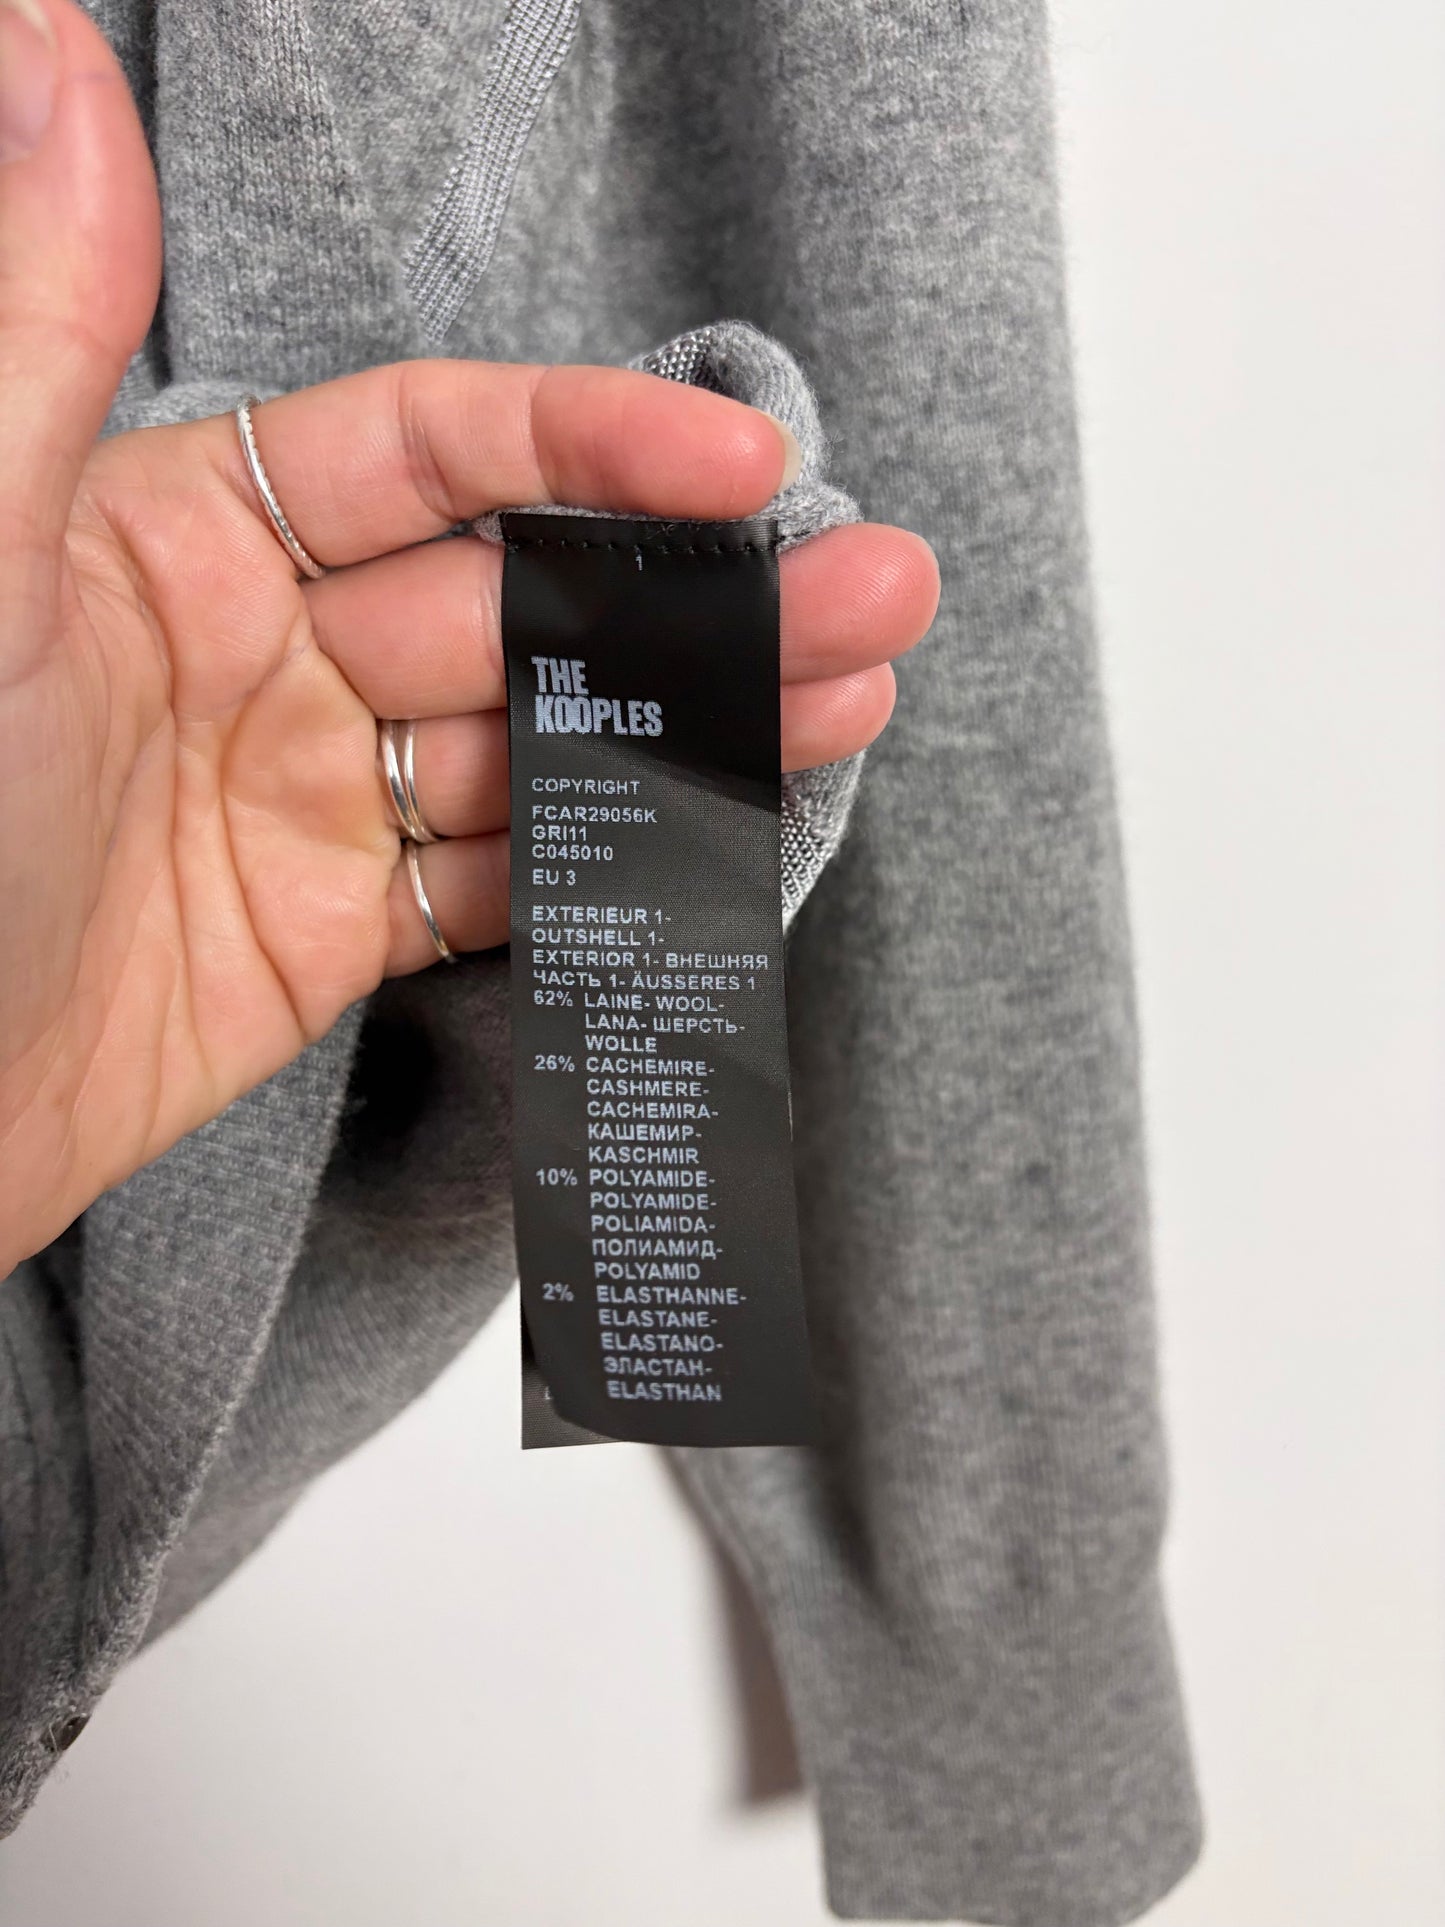 1
THE
KOOPLES
COPYRIGHT
FCAR29056K
GRI11
C045010
EU 3
EXTERIEUR 1-
OUTSHELL 1-
EXTERIOR 1- ВНЕШНЯЯ
ЧАСТЬ 1- ÄUSSERES 1
62% LAINE- WOOL-
LANA- ШЕРСТЬ-
WOLLE
26% CACHEMIRE-
CASHMERE-
CACHEMIRA-
КАШЕМИР-
KASCHMIR
10% POLYAMIDE-
POLYAMIDE-
POLIAMIDA-
ПОЛИАМИД-
POLYAMID
2% ELASTHANNE-
ELASTANE-
ELASTANO-
ЭЛАСТАН-
ELASTHAN